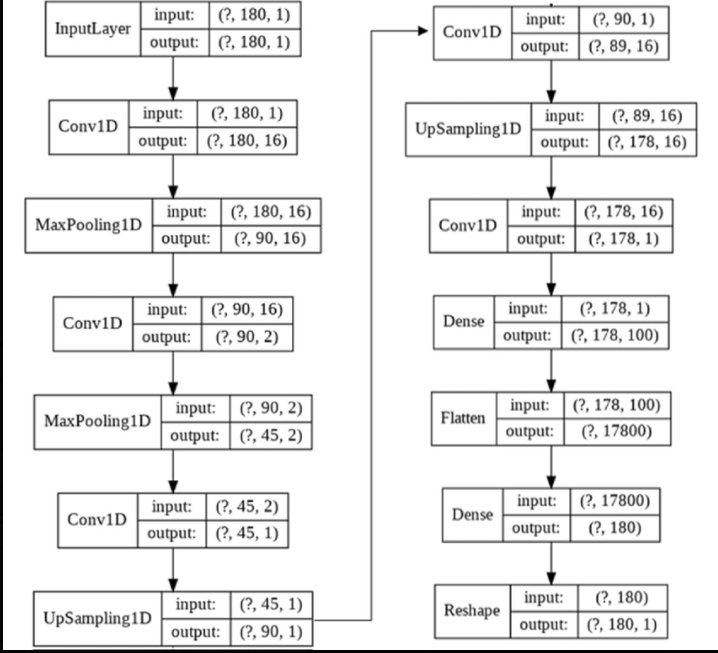 InputLayer
input: (?, 180, 1)
output: (?, 180, 1)
Conv1D
input: (?, 180, 1)
output: (?, 180, 16)
MaxPooling1D
input: (?, 180, 16)
output: (?, 90, 16)
Conv1D
input: (?, 90, 16)
output: (?, 90, 2)
MaxPooling1D
input: (?, 90, 2)
output: (?, 45, 2)
Conv1D
input: (?, 45, 2)
output: (?, 45, 1)
UpSampling1D
input: (?, 45, 1)
output: (?, 90, 1)
Conv1D
input: (?, 90, 1)
output: (?, 89, 16)
UpSampling1D
input: (?, 89, 16)
output: (?, 178, 16)
Conv1D
input: (?, 178, 16)
output: (?, 178, 1)
Dense
input: (?, 178, 1)
output: (?, 178, 100)
Flatten
input: (?, 178, 100)
output: (?, 17800)
Dense
input: (?, 17800)
output: (?, 180)
Reshape
input: (?, 180)
output: (?, 180, 1)